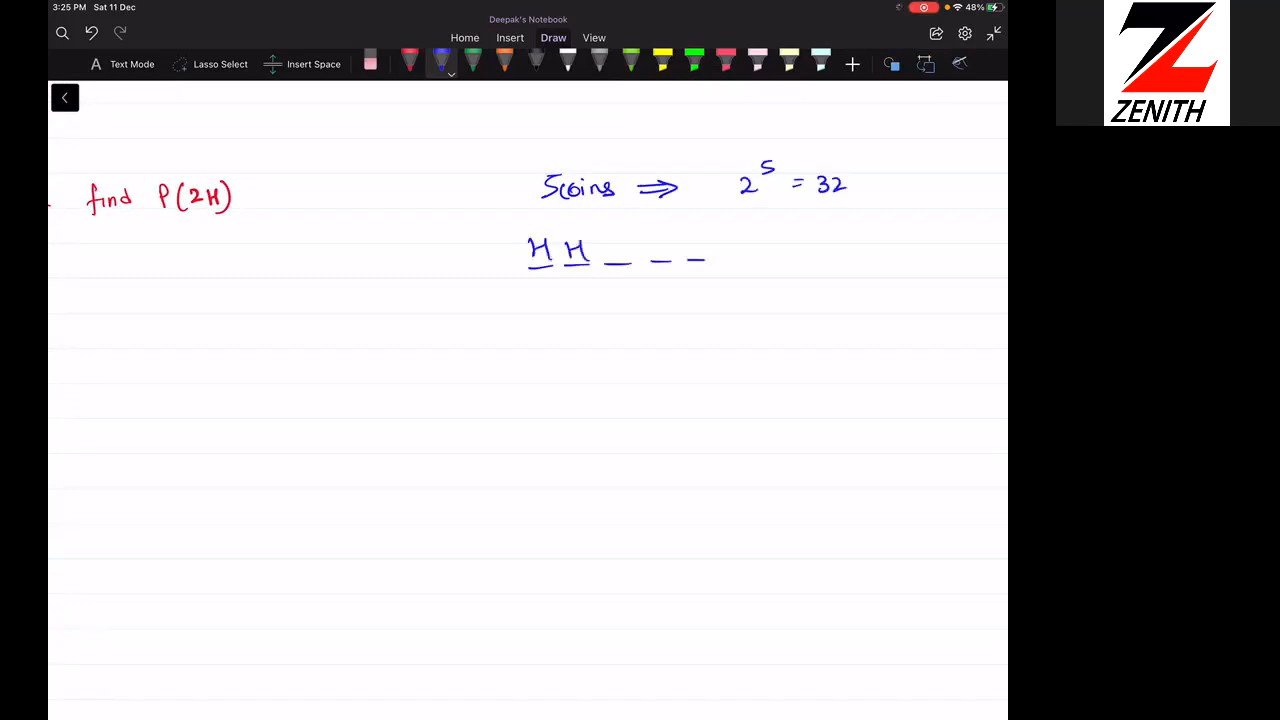 3:25 PM Sat 11 Dec
48%
Deepak's Notebook
Home Insert Draw View
A Text Mode Lasso Select Insert Space
find P(2H)
5coins ⇒ 2^5 = 32
H H _ _ _
ZENITH